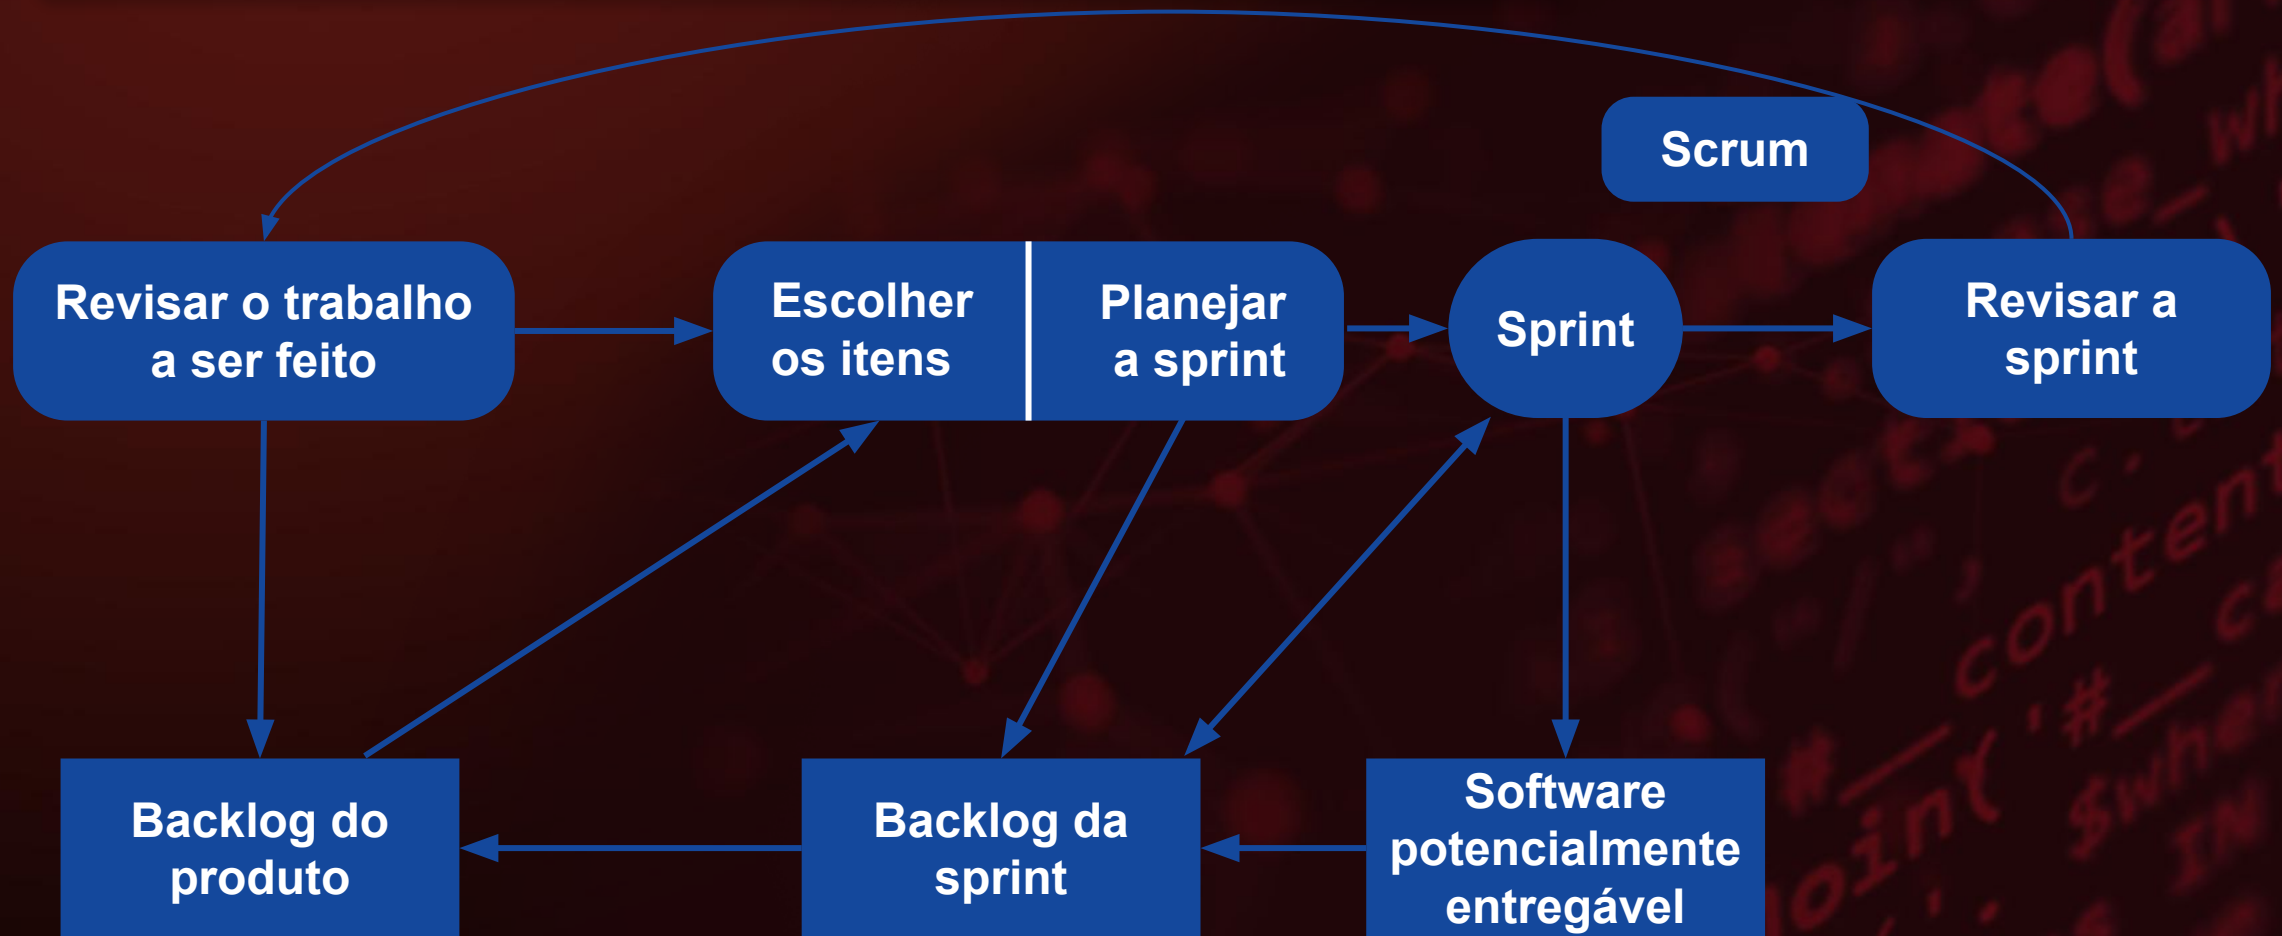 Scrum
Revisar o trabalho
a ser feito
Escolher
os itens
Planejar
a sprint
Sprint
Revisar a
sprint
Backlog do
produto
Backlog da
sprint
Software
potencialmente
entregável